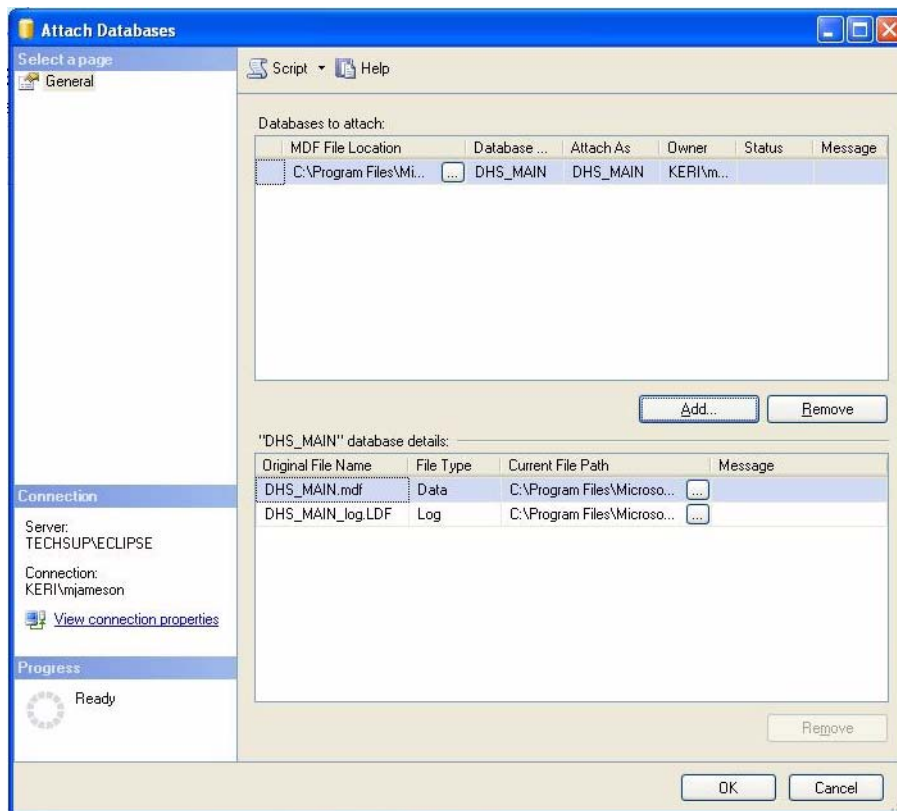 Attach Databases
Select a page
General
Script Help
Databases to attach:
MDF File Location Database ... Attach As Owner Status Message
C:\Program Files\Mi... ... DHS_MAIN DHS_MAIN KERI\m...
Add... Remove
"DHS_MAIN" database details:
Original File Name File Type Current File Path Message
DHS_MAIN.mdf Data C:\Program Files\Microso... ...
DHS_MAIN_log.LDF Log C:\Program Files\Microso... ...
Connection
Server:
TECHSUP\ECLIPSE
Connection:
KERI\mjameson
View connection properties
Progress
Ready
Remove
OK Cancel